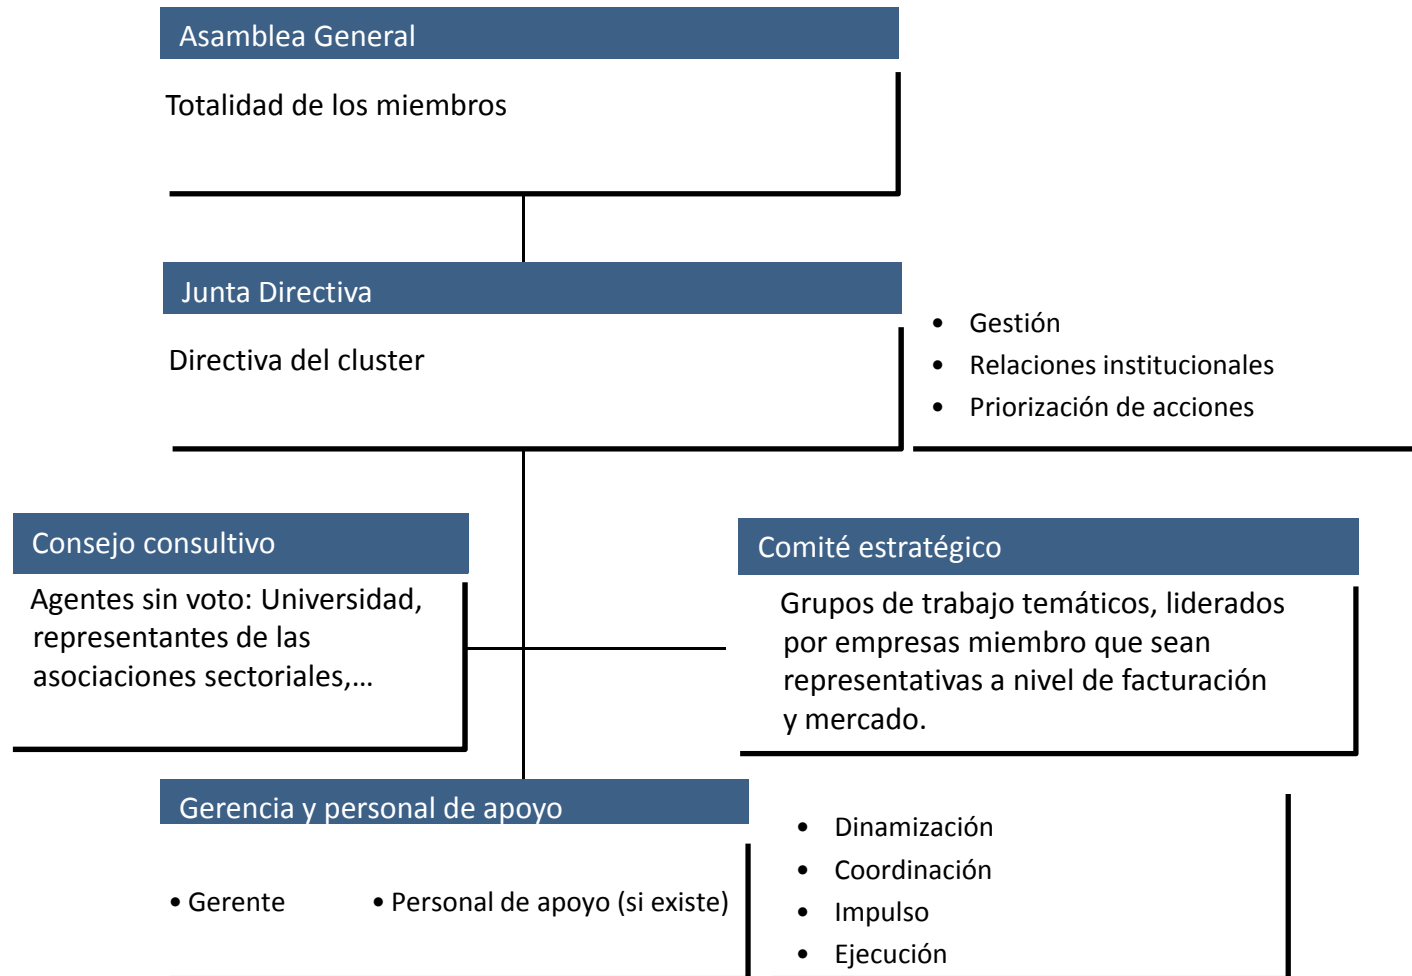 Asamblea General
Totalidad de los miembros
Junta Directiva
Directiva del cluster
• Gestión
• Relaciones institucionales
• Priorización de acciones
Consejo consultivo
Agentes sin voto: Universidad,
representantes de las
asociaciones sectoriales,...
Comité estratégico
Grupos de trabajo temáticos, liderados
por empresas miembro que sean
representativas a nivel de facturación
y mercado.
Gerencia y personal de apoyo
• Gerente • Personal de apoyo (si existe)
• Dinamización
• Coordinación
• Impulso
• Ejecución